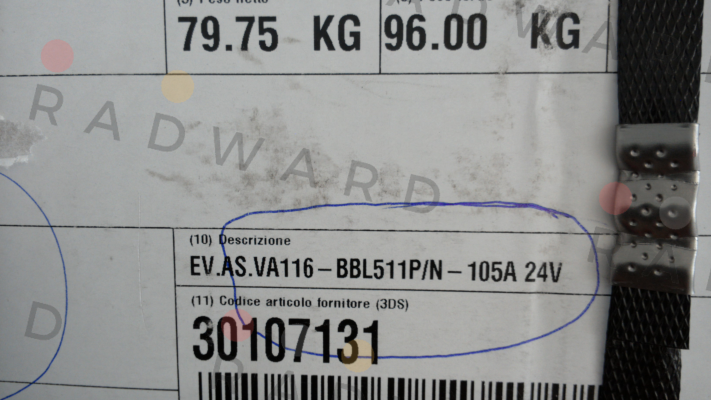 79.75 KG 96.00 KG
RADWARD
(10) Descrizione
EV.AS.VA116–BBL511P/N–105A 24V
(11) Codice articolo fornitore (3DS)
30107131